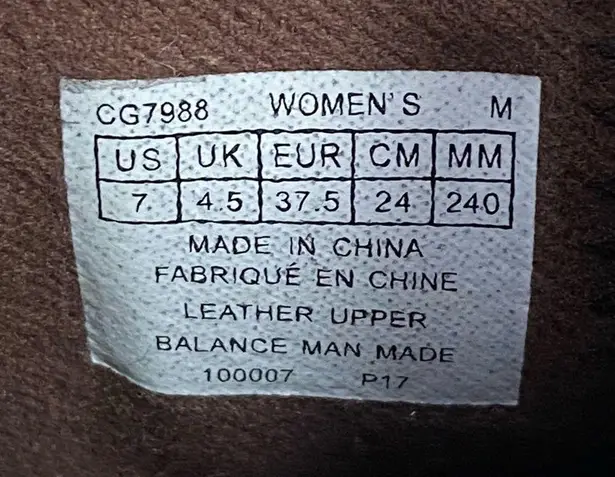 CG7988 WOMEN'S M
US UK EUR CM MM
7 4.5 37.5 24 240
MADE IN CHINA
FABRIQUÉ EN CHINE
LEATHER UPPER
BALANCE MAN MADE
100007 P17